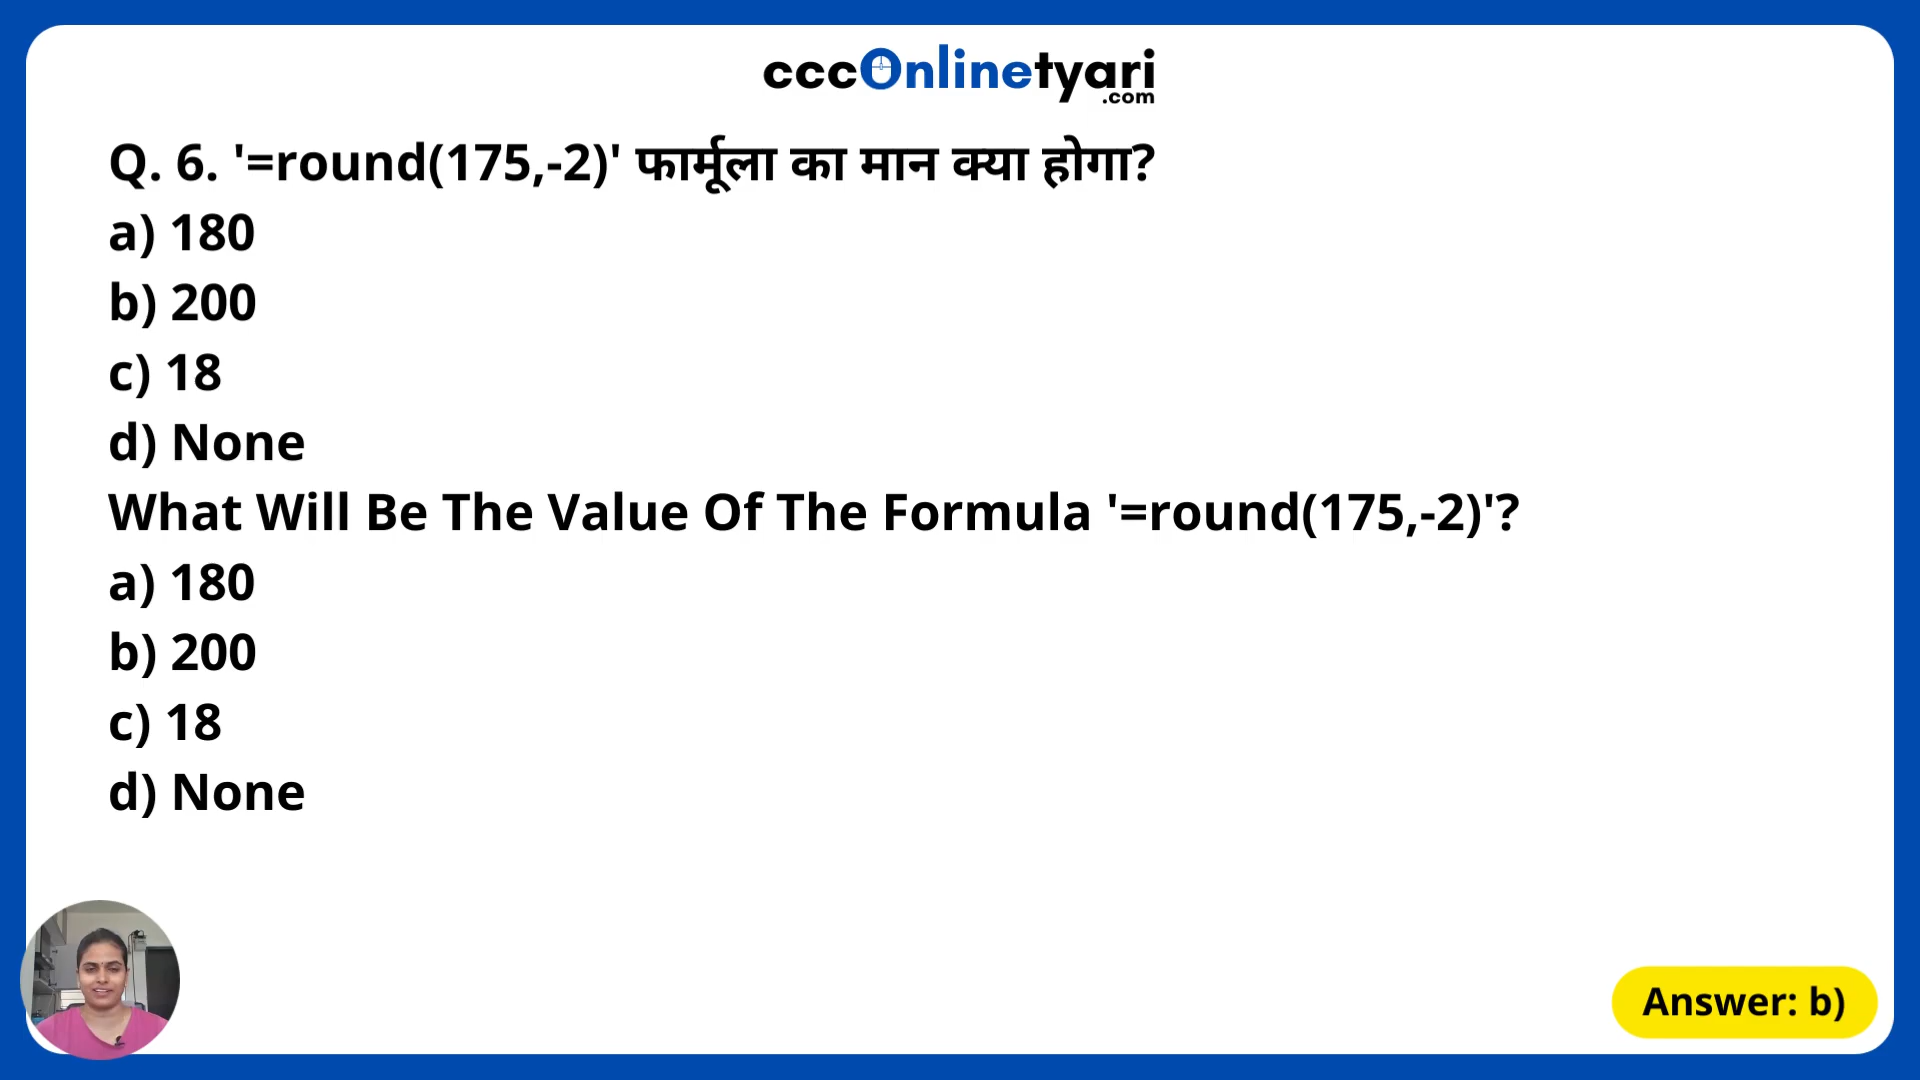 cccOnlinetyari
.com
Q. 6. '=round(175,-2)' फार्मूला का मान क्या होगा?
a) 180
b) 200
c) 18
d) None
What Will Be The Value Of The Formula '=round(175,-2)'?
a) 180
b) 200
c) 18
d) None
Answer: b)